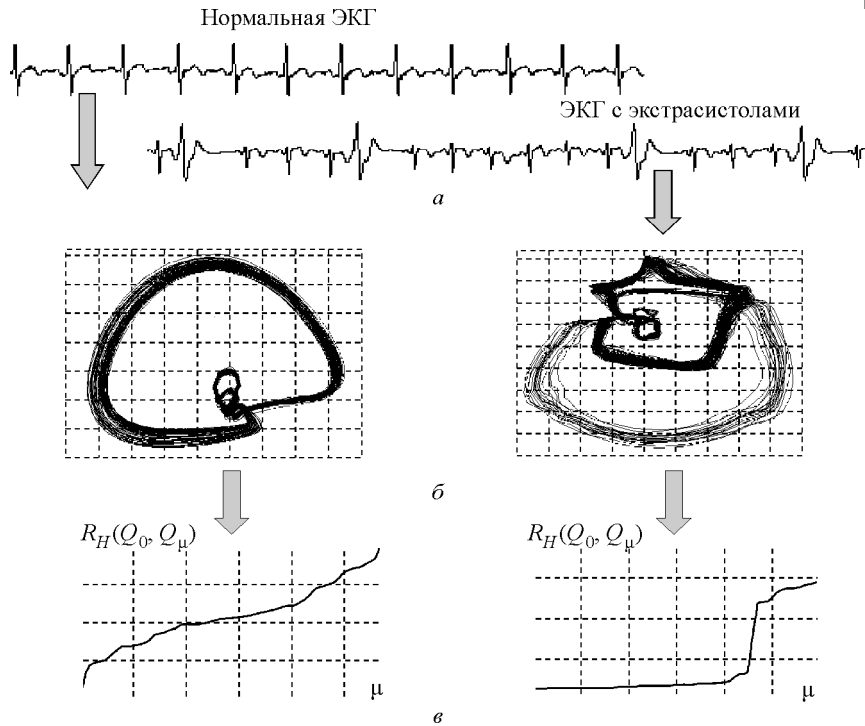 Нормальная ЭКГ
ЭКГ с экстрасистолами
а
б
R_H(Q_0, Q_μ)
R_H(Q_0, Q_μ)
μ
μ
в